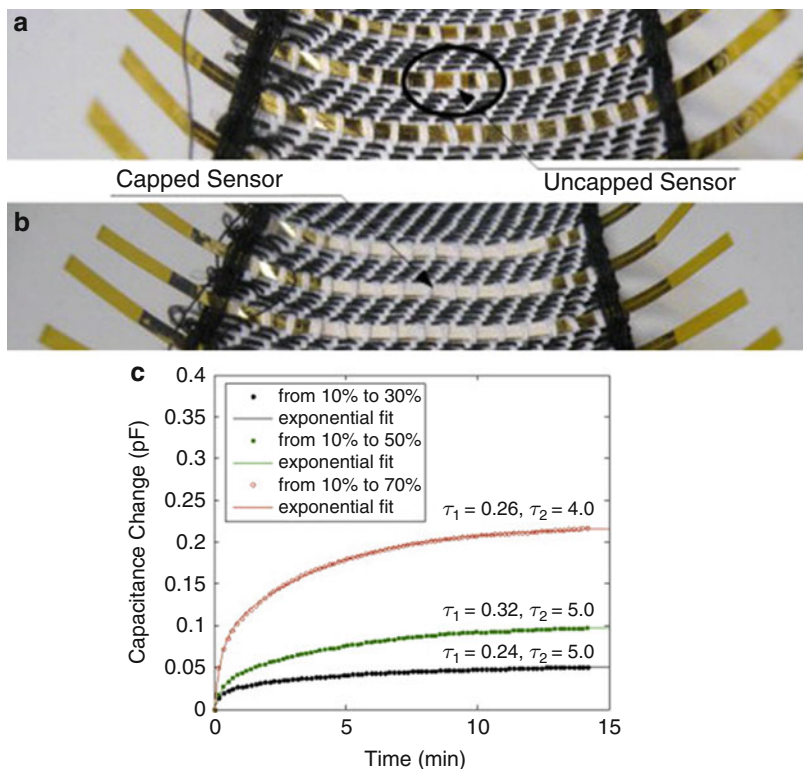 a
Capped Sensor
Uncapped Sensor
b
c
0.4
0.35
0.3
0.25
0.2
0.15
0.1
0.05
0
Capacitance Change (pF)
from 10% to 30%
exponential fit
from 10% to 50%
exponential fit
from 10% to 70%
exponential fit
τ₁ = 0.26, τ₂ = 4.0
τ₁ = 0.32, τ₂ = 5.0
τ₁ = 0.24, τ₂ = 5.0
0 5 10 15
Time (min)